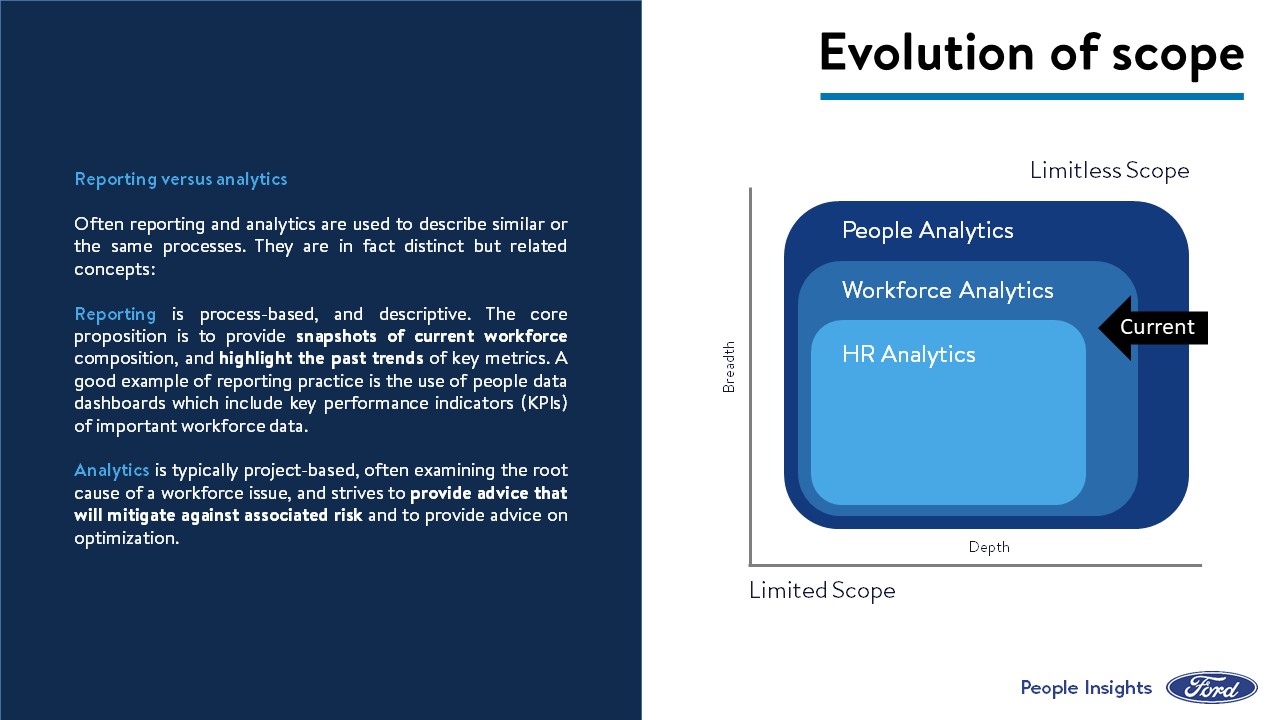 Evolution of scope
Reporting versus analytics
Often reporting and analytics are used to describe similar or
the same processes. They are in fact distinct but related
concepts:
Reporting is process-based, and descriptive. The core
proposition is to provide snapshots of current workforce
composition, and highlight the past trends of key metrics. A
good example of reporting practice is the use of people data
dashboards which include key performance indicators (KPIs)
of important workforce data.
Analytics is typically project-based, often examining the root
cause of a workforce issue, and strives to provide advice that
will mitigate against associated risk and to provide advice on
optimization.
Limitless Scope
People Analytics
Workforce Analytics
Current
HR Analytics
Breadth
Depth
Limited Scope
People Insights
Ford